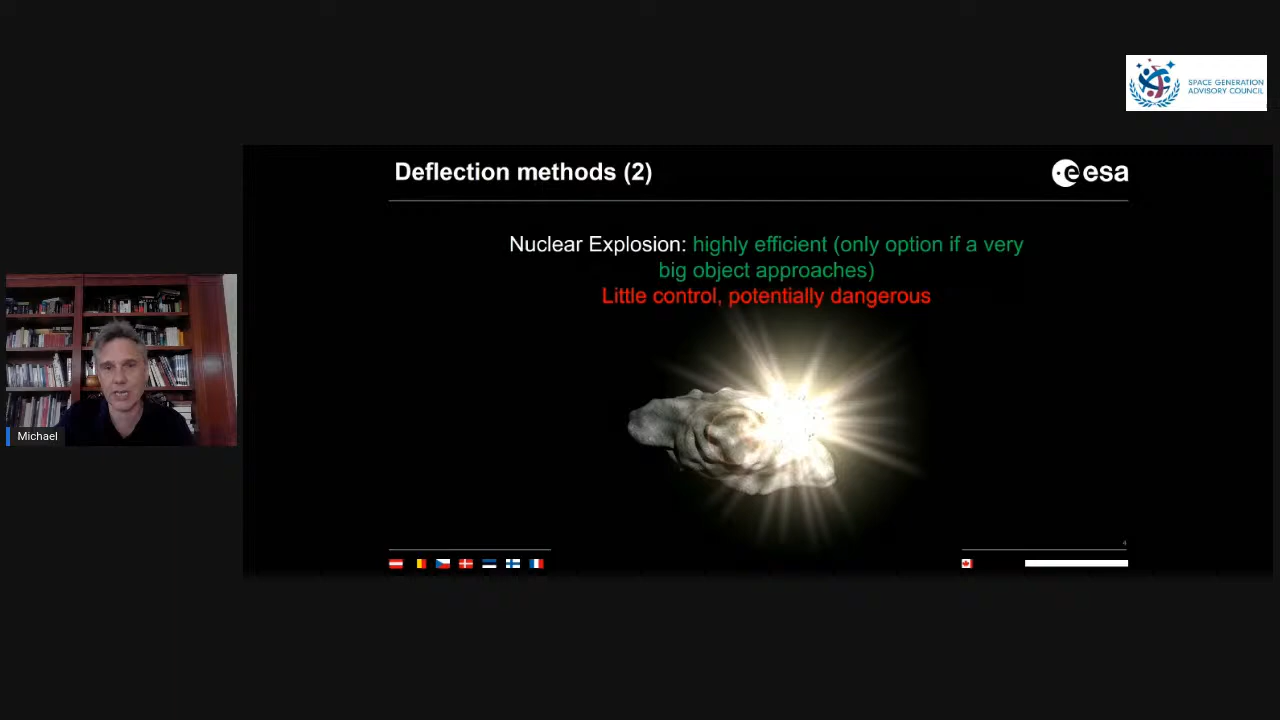 SPACE GENERATION
ADVISORY COUNCIL
Deflection methods (2)
esa
Nuclear Explosion: highly efficient (only option if a very
big object approaches)
Little control, potentially dangerous
Michael
4